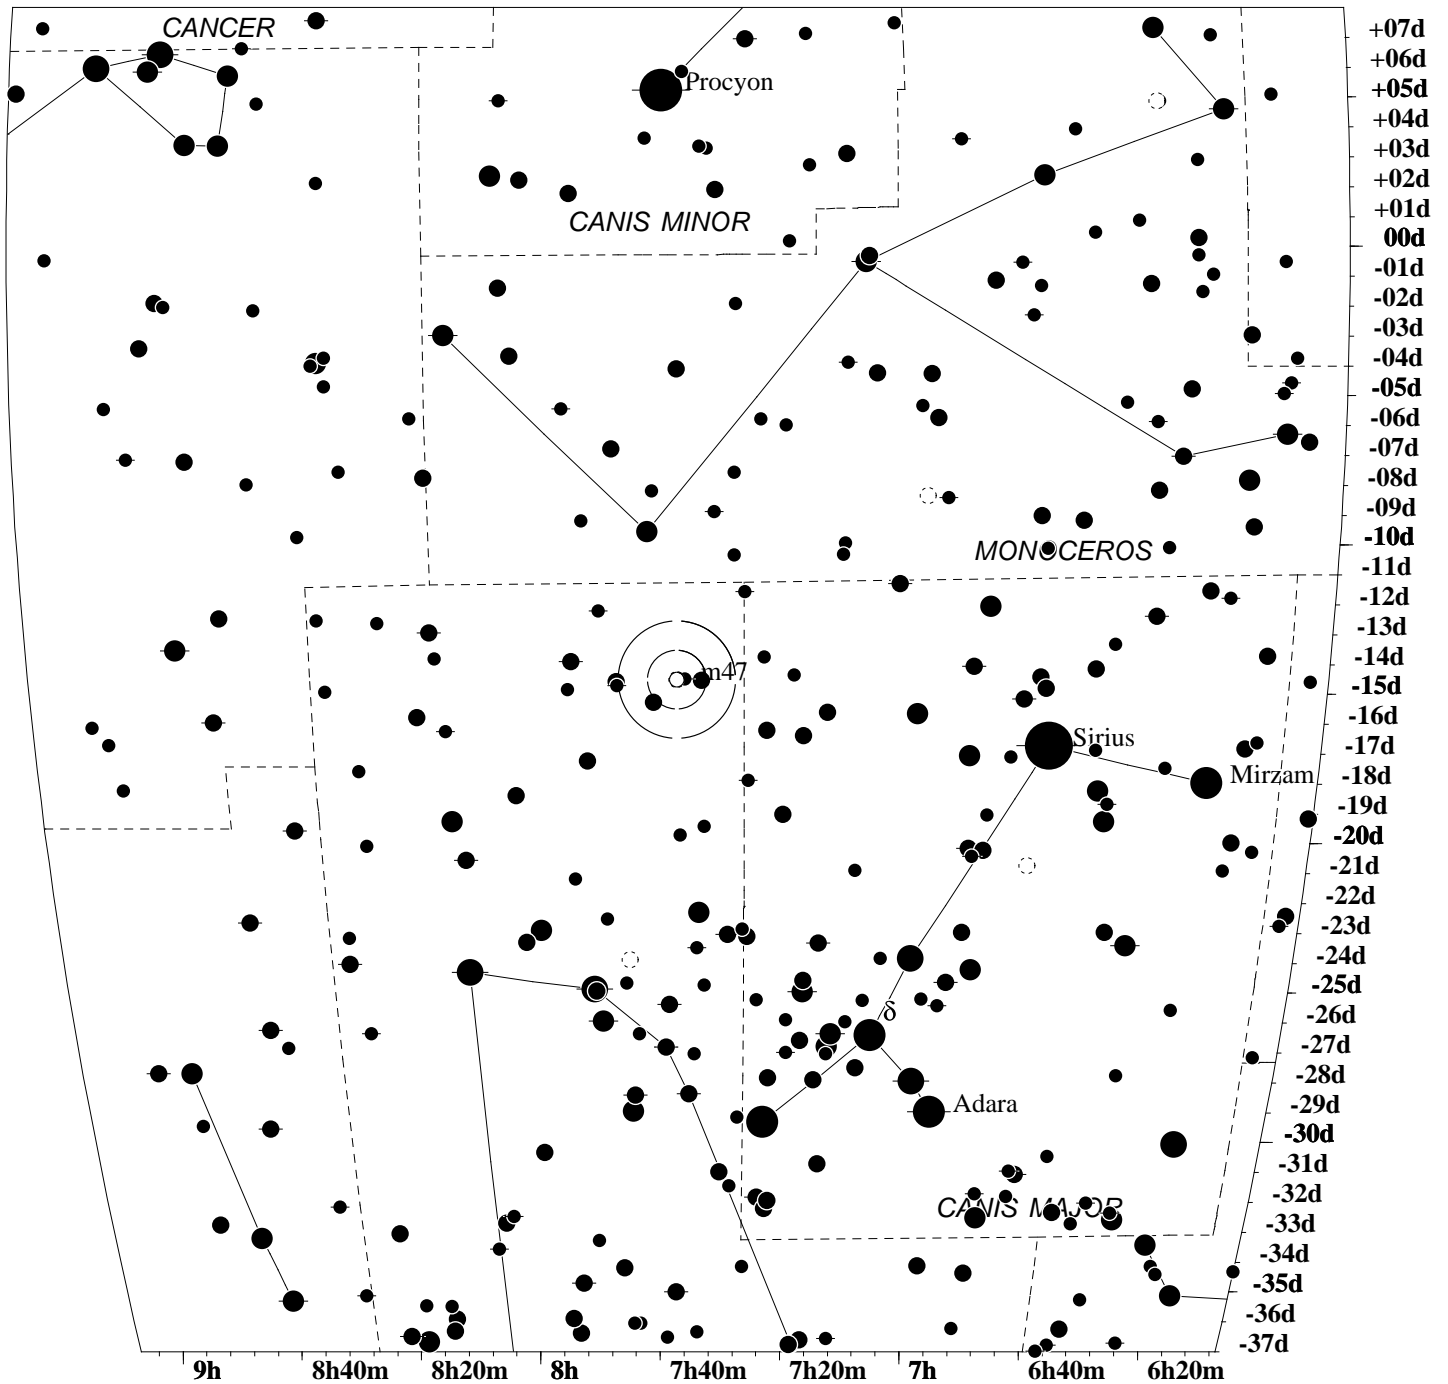 CANCER
Procyon
CANIS MINOR
MONOCEROS
m47
Sirius
Mirzam
δ
Adara
CANIS MAJOR
+07d
+06d
+05d
+04d
+03d
+02d
+01d
00d
-01d
-02d
-03d
-04d
-05d
-06d
-07d
-08d
-09d
-10d
-11d
-12d
-13d
-14d
-15d
-16d
-17d
-18d
-19d
-20d
-21d
-22d
-23d
-24d
-25d
-26d
-27d
-28d
-29d
-30d
-31d
-32d
-33d
-34d
-35d
-36d
-37d
9h 8h40m 8h20m 8h 7h40m 7h20m 7h 6h40m 6h20m